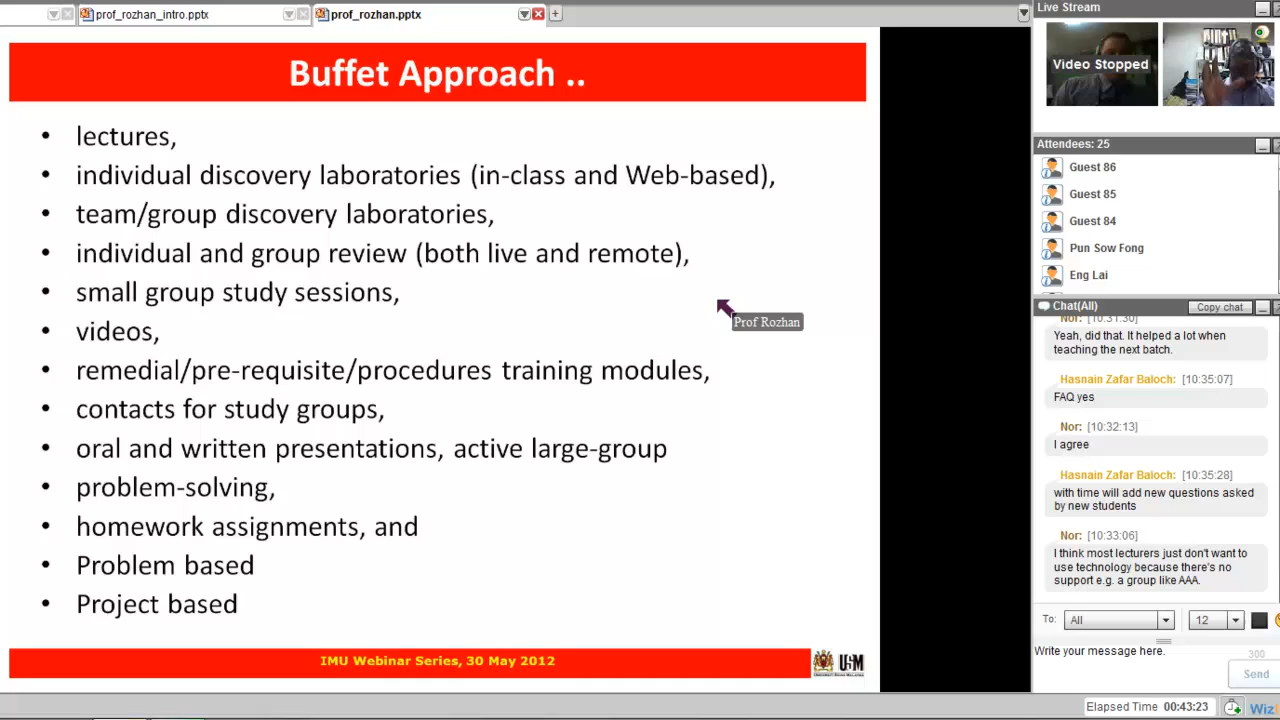 prof_rozhan_intro.pptx
prof_rozhan.pptx
Buffet Approach ..
• lectures,
• individual discovery laboratories (in-class and Web-based),
• team/group discovery laboratories,
• individual and group review (both live and remote),
• small group study sessions,
• videos,
• remedial/pre-requisite/procedures training modules,
• contacts for study groups,
• oral and written presentations, active large-group
• problem-solving,
• homework assignments, and
• Problem based
• Project based
Prof Rozhan
IMU Webinar Series, 30 May 2012
USM
Live Stream
Video Stopped
Attendees: 25
Guest 86
Guest 85
Guest 84
Pun Sow Fong
Eng Lai
Chat(All)
Copy chat
Nor: [10:31:30]
Yeah, did that. It helped a lot when
teaching the next batch.
Hasnain Zafar Baloch: [10:35:07]
FAQ yes
Nor: [10:32:13]
I agree
Hasnain Zafar Baloch: [10:35:28]
with time will add new questions asked
by new students
Nor: [10:33:06]
I think most lecturers just don't want to
use technology because there's no
support e.g. a group like AAA.
To: All 12
Write your message here.
300
Send
Elapsed Time 00:43:23
Wiz